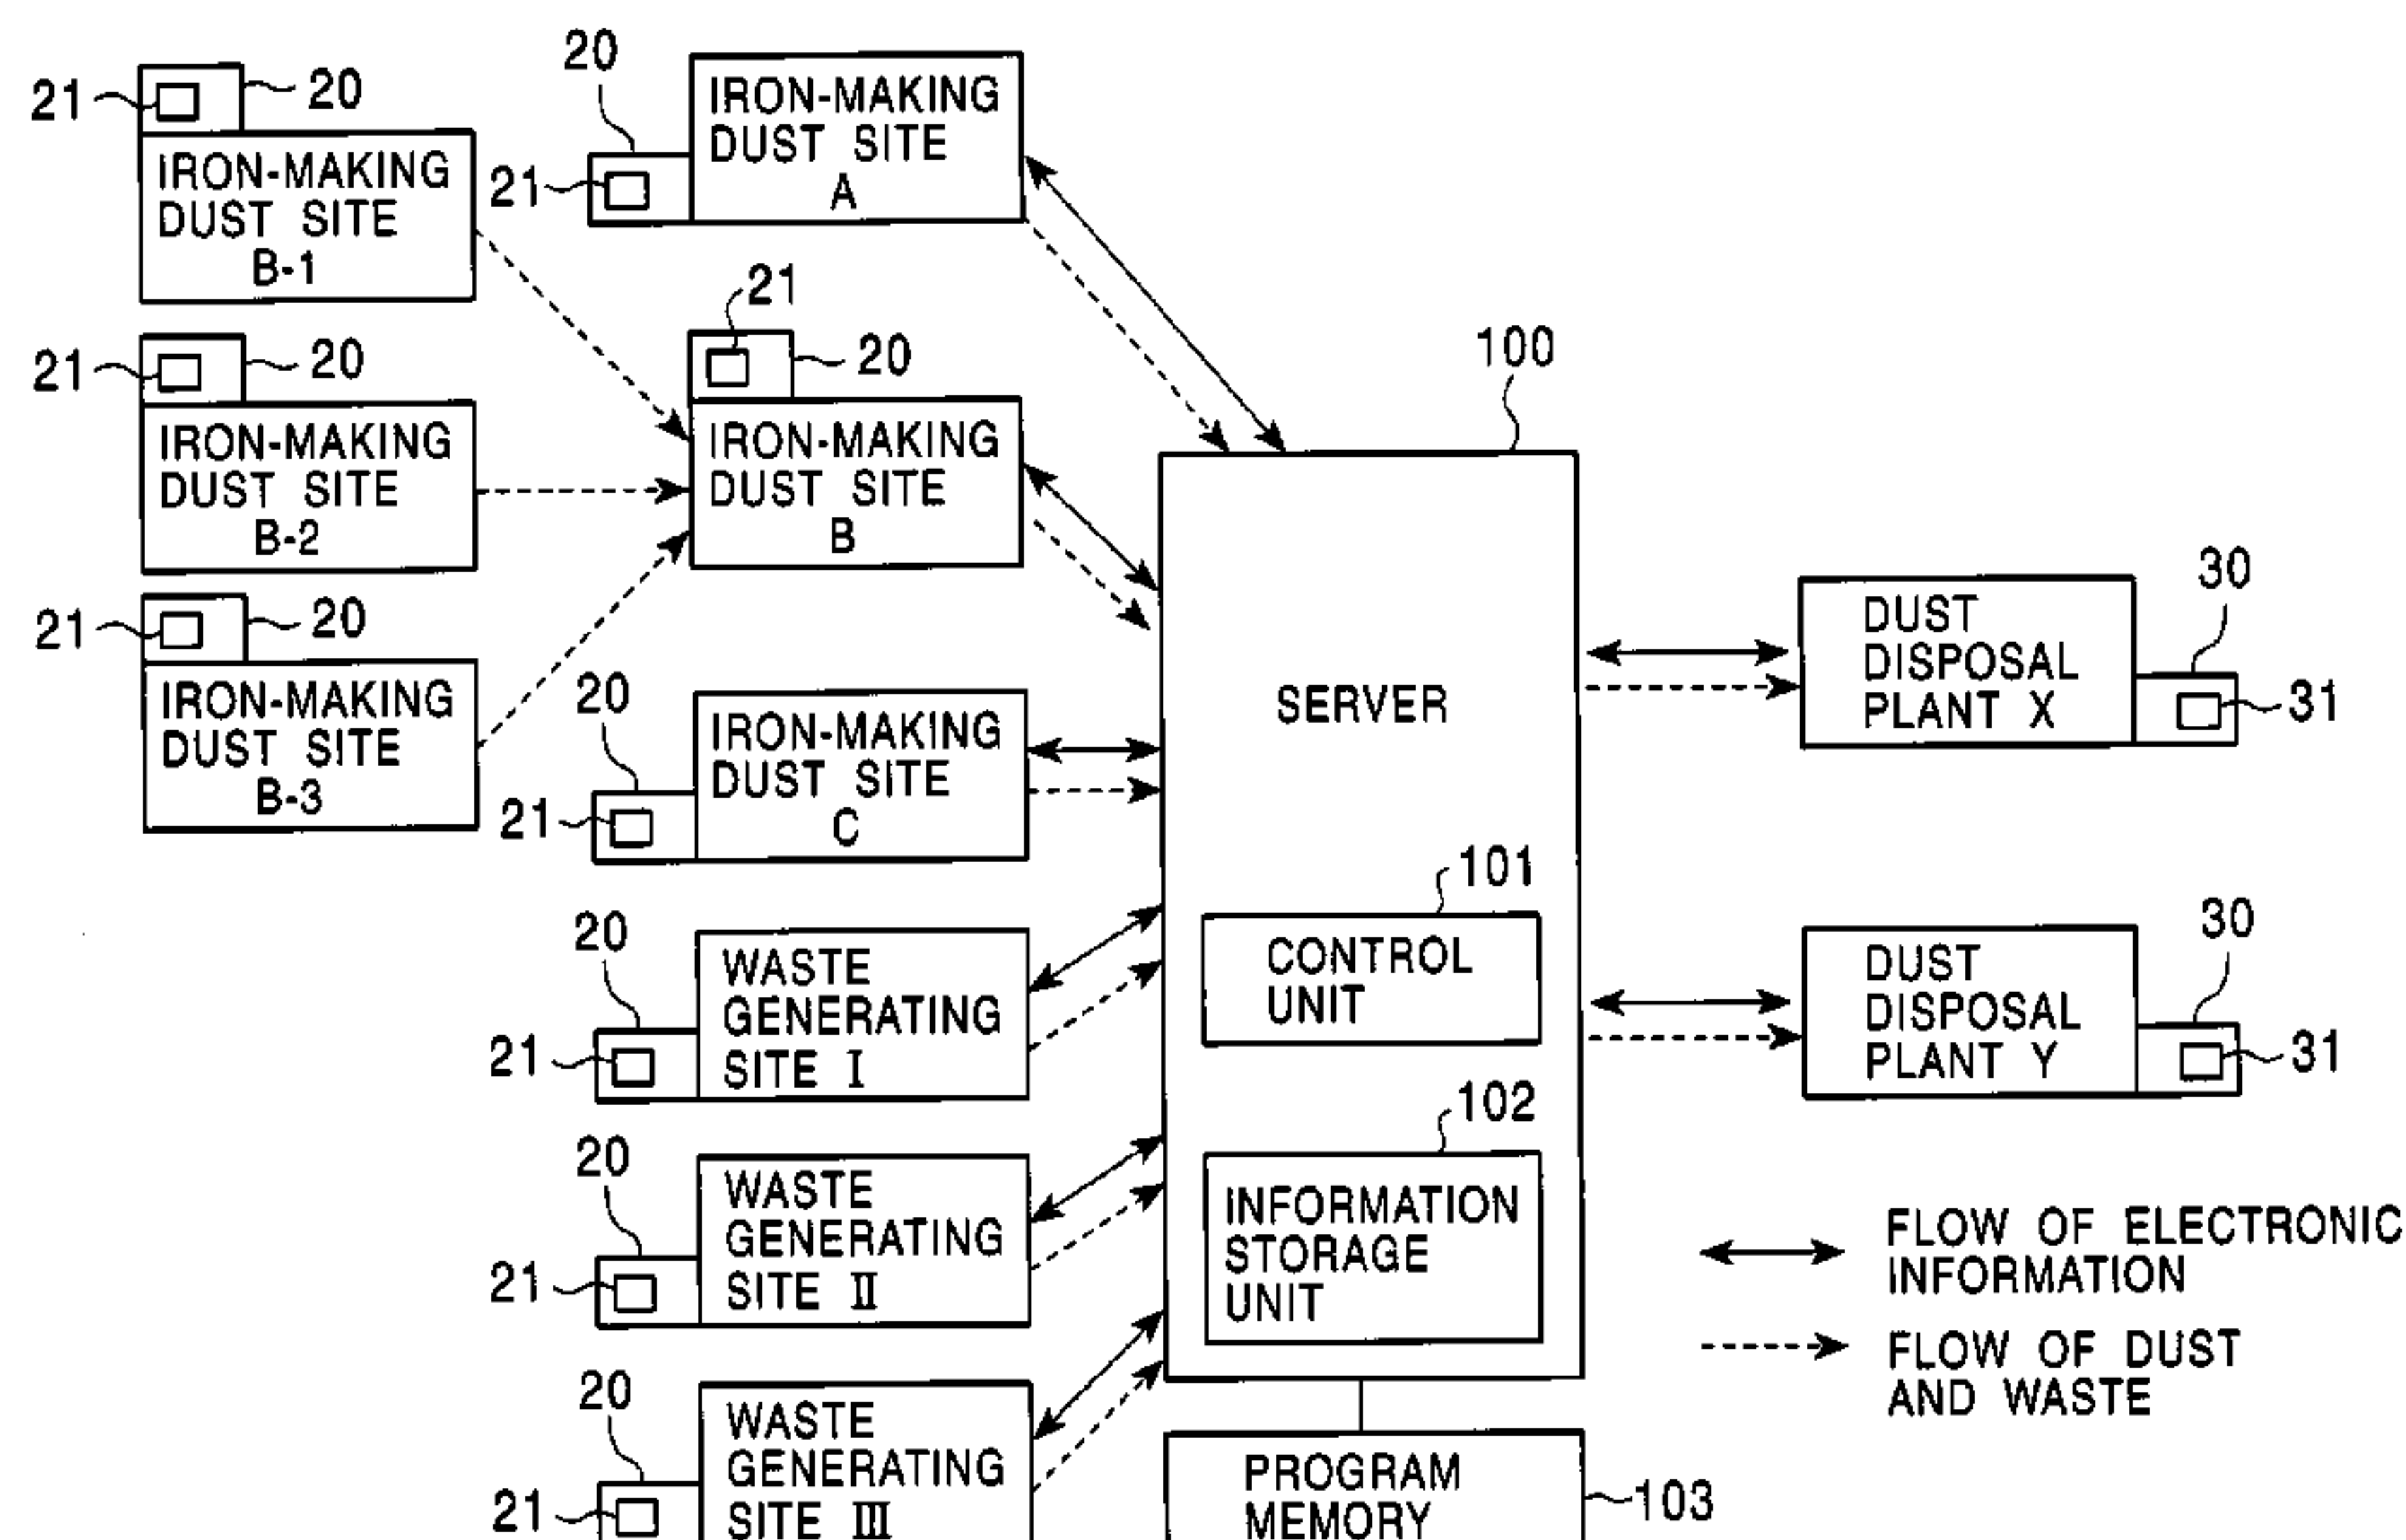 21
20
IRON-MAKING
DUST SITE
B-1
21
20
IRON-MAKING
DUST SITE
B-2
21
20
IRON-MAKING
DUST SITE
B-3
20
21
IRON-MAKING
DUST SITE
A
21
20
IRON-MAKING
DUST SITE
B
20
21
IRON-MAKING
DUST SITE
C
20
21
WASTE
GENERATING
SITE I
20
21
WASTE
GENERATING
SITE II
20
21
WASTE
GENERATING
SITE III
100
SERVER
101
CONTROL
UNIT
102
INFORMATION
STORAGE
UNIT
PROGRAM
MEMORY
103
DUST
DISPOSAL
PLANT X
30
31
DUST
DISPOSAL
PLANT Y
30
31
FLOW OF ELECTRONIC
INFORMATION
FLOW OF DUST
AND WASTE